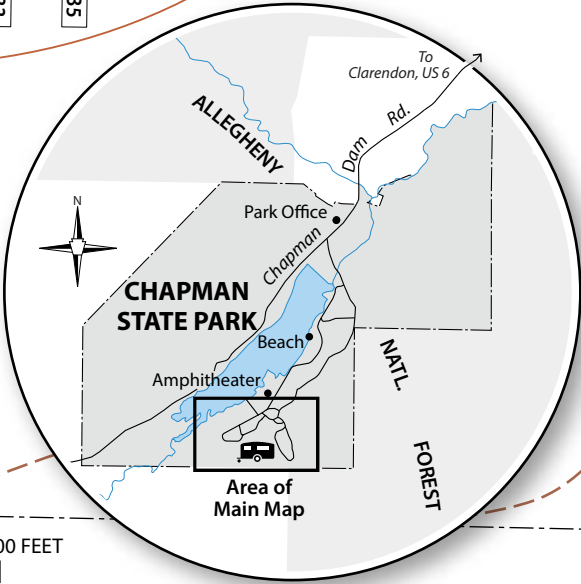 35
To
Clarendon, US 6
ALLEGHENY
Chapman Dam Rd.
N
Park Office
CHAPMAN
STATE PARK
Beach
NATL.
Amphitheater
FOREST
Area of
Main Map
00 FEET